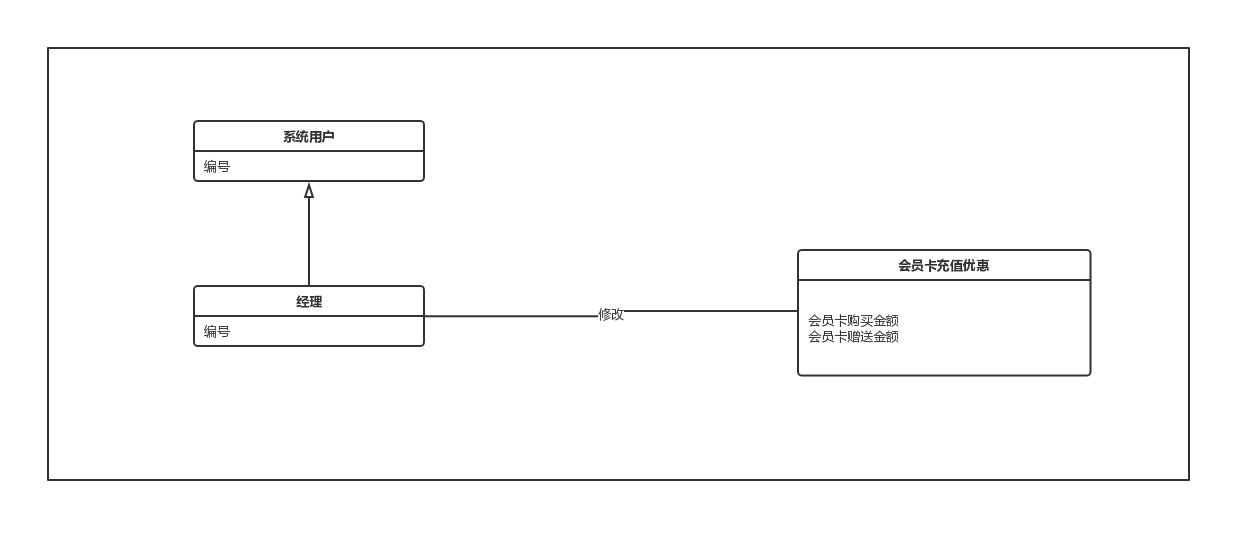 系统用户
编号
经理
编号
修改
会员卡充值优惠
会员卡购买金额
会员卡赠送金额